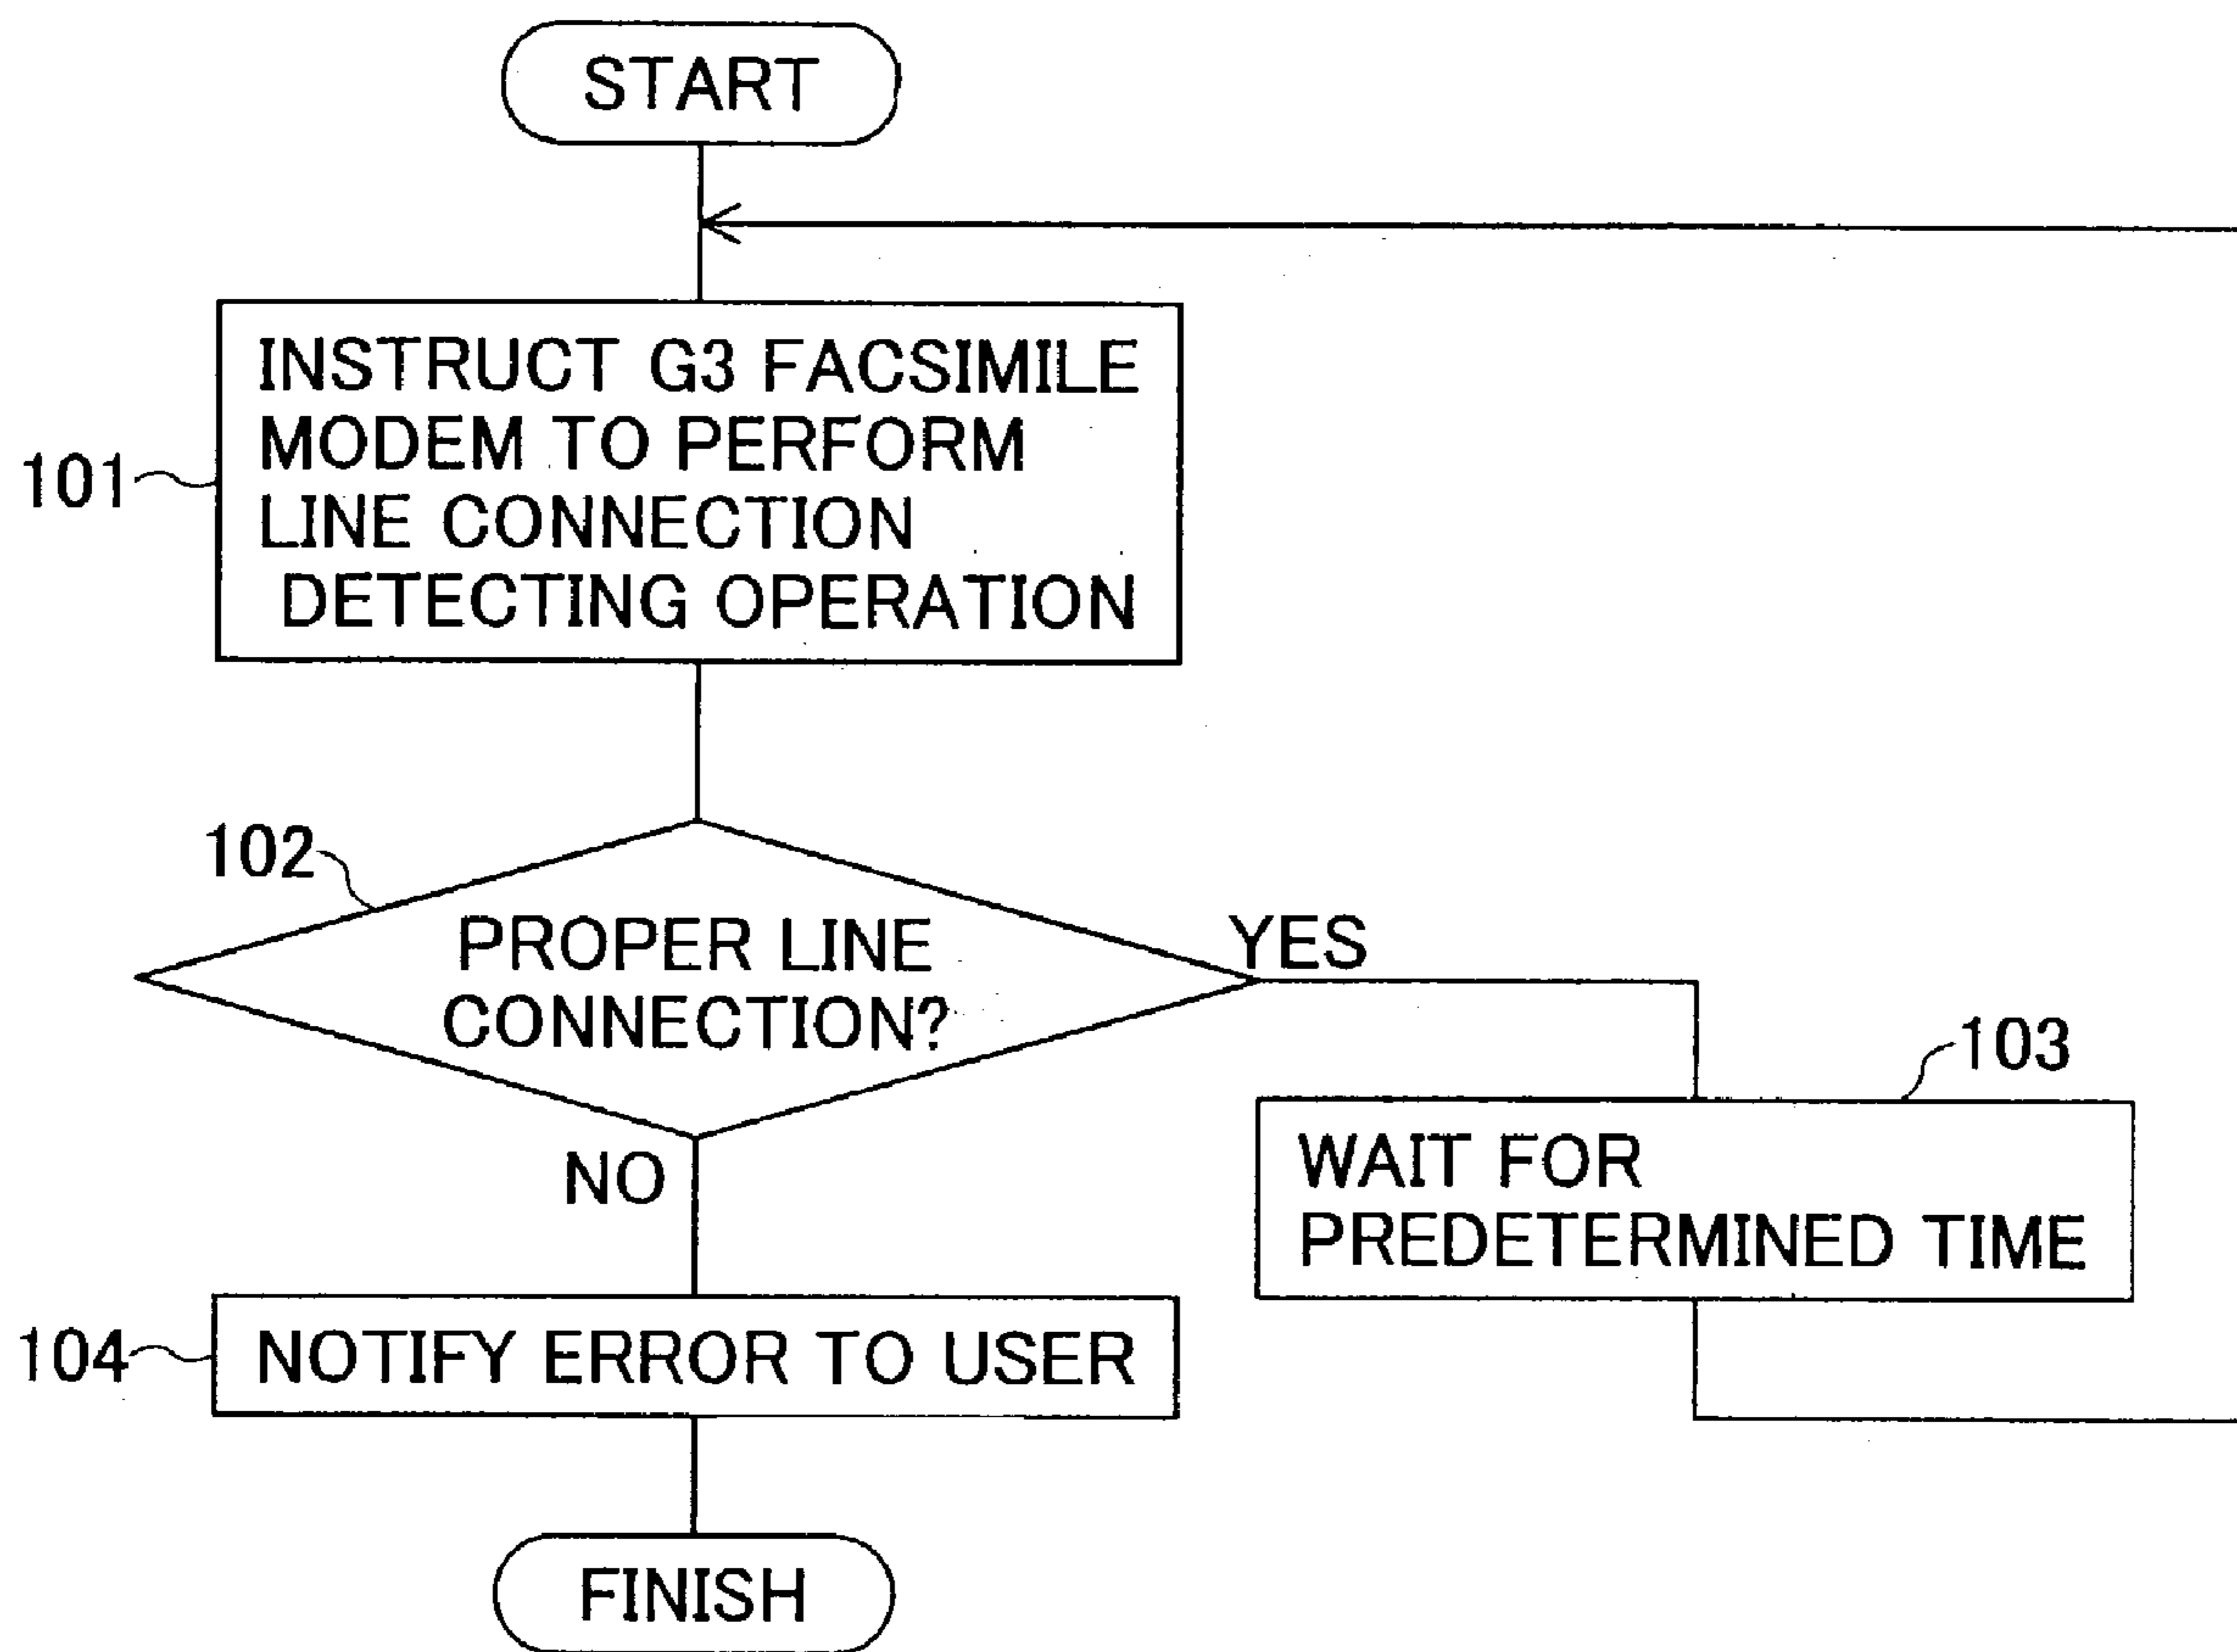 START
INSTRUCT G3 FACSIMILE
MODEM TO PERFORM
LINE CONNECTION
DETECTING OPERATION
101
102
PROPER LINE
CONNECTION?
YES
NO
103
WAIT FOR
PREDETERMINED TIME
104
NOTIFY ERROR TO USER
FINISH